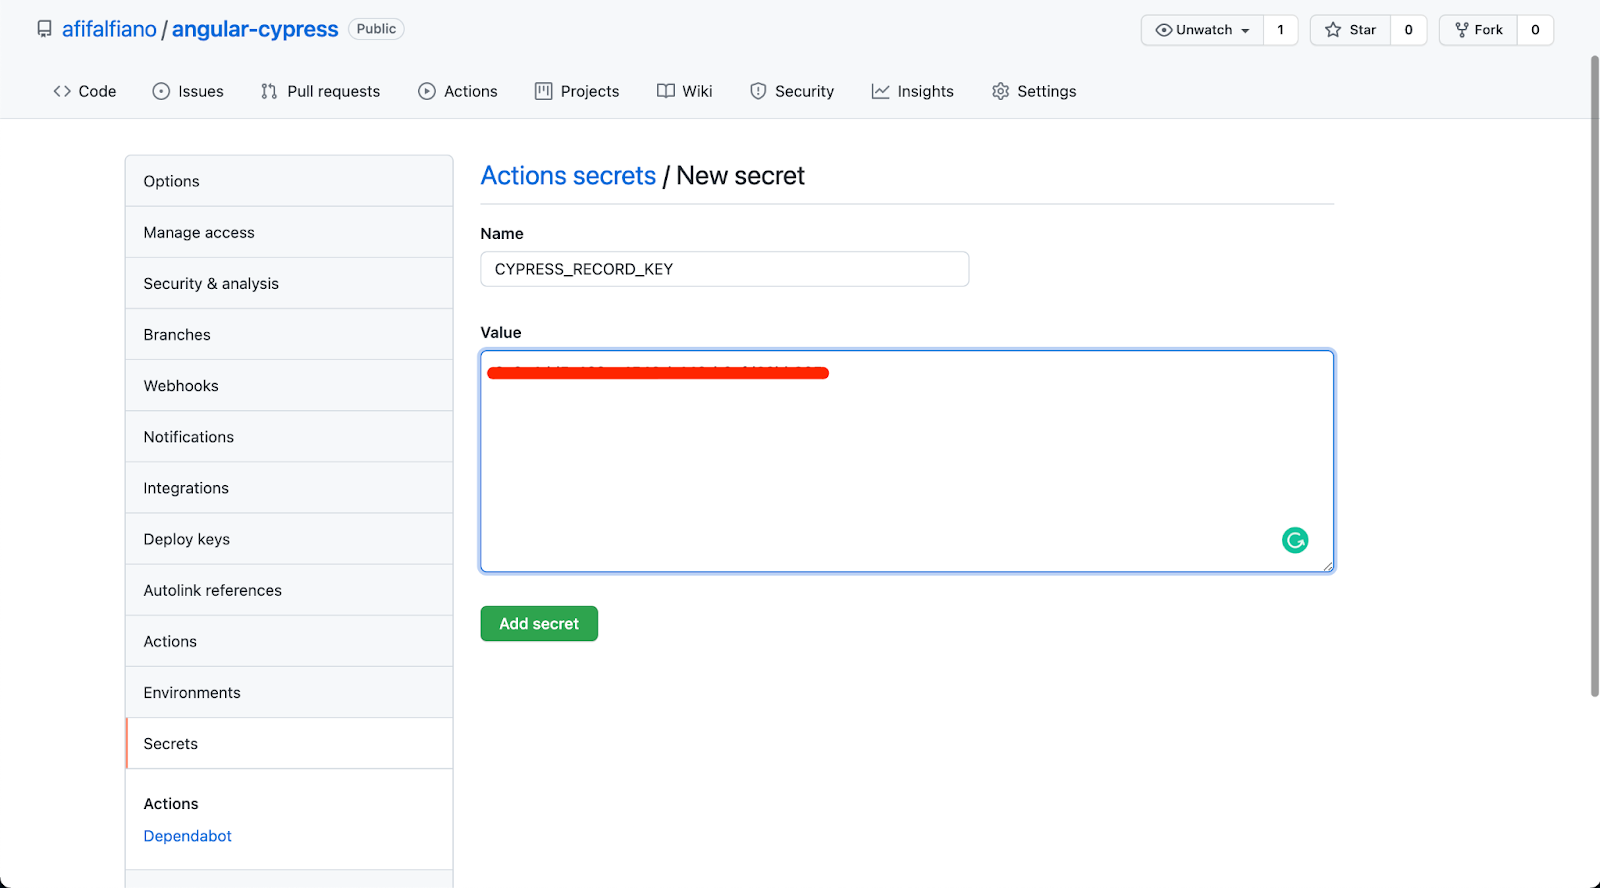 afifalfiano / angular-cypress Public
Unwatch 1 Star 0 Fork 0
Code Issues Pull requests Actions Projects Wiki Security Insights Settings
Options
Manage access
Security & analysis
Branches
Webhooks
Notifications
Integrations
Deploy keys
Autolink references
Actions
Environments
Secrets
Actions
Dependabot
Actions secrets / New secret
Name
CYPRESS_RECORD_KEY
Value
Add secret